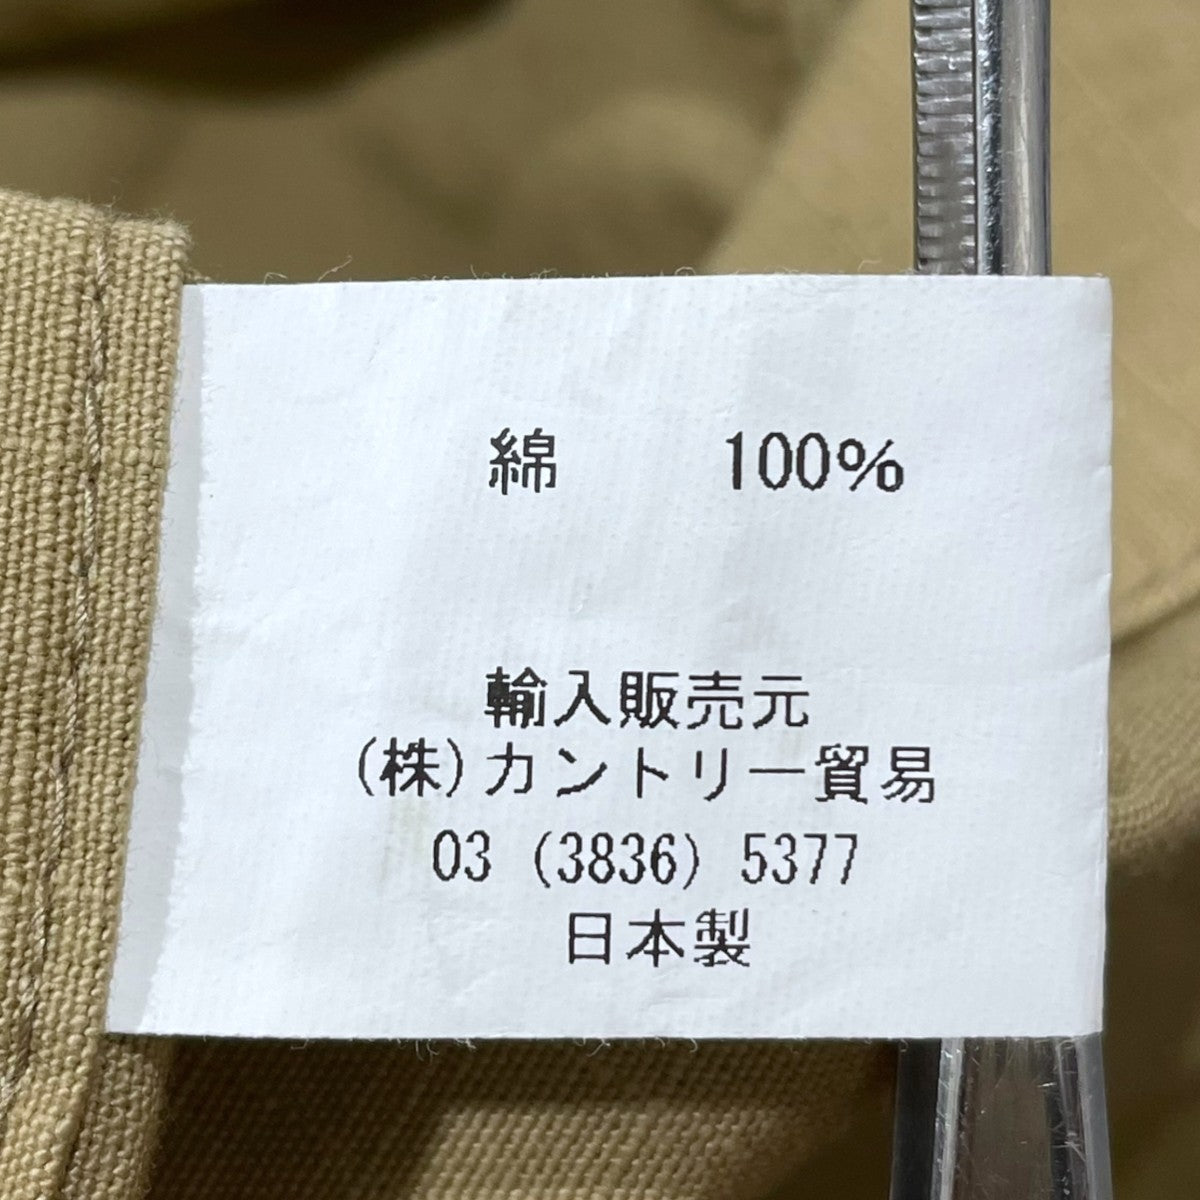 綿 100%
輸入販売元
(株)カントリー貿易
03 (3836) 5377
日本製